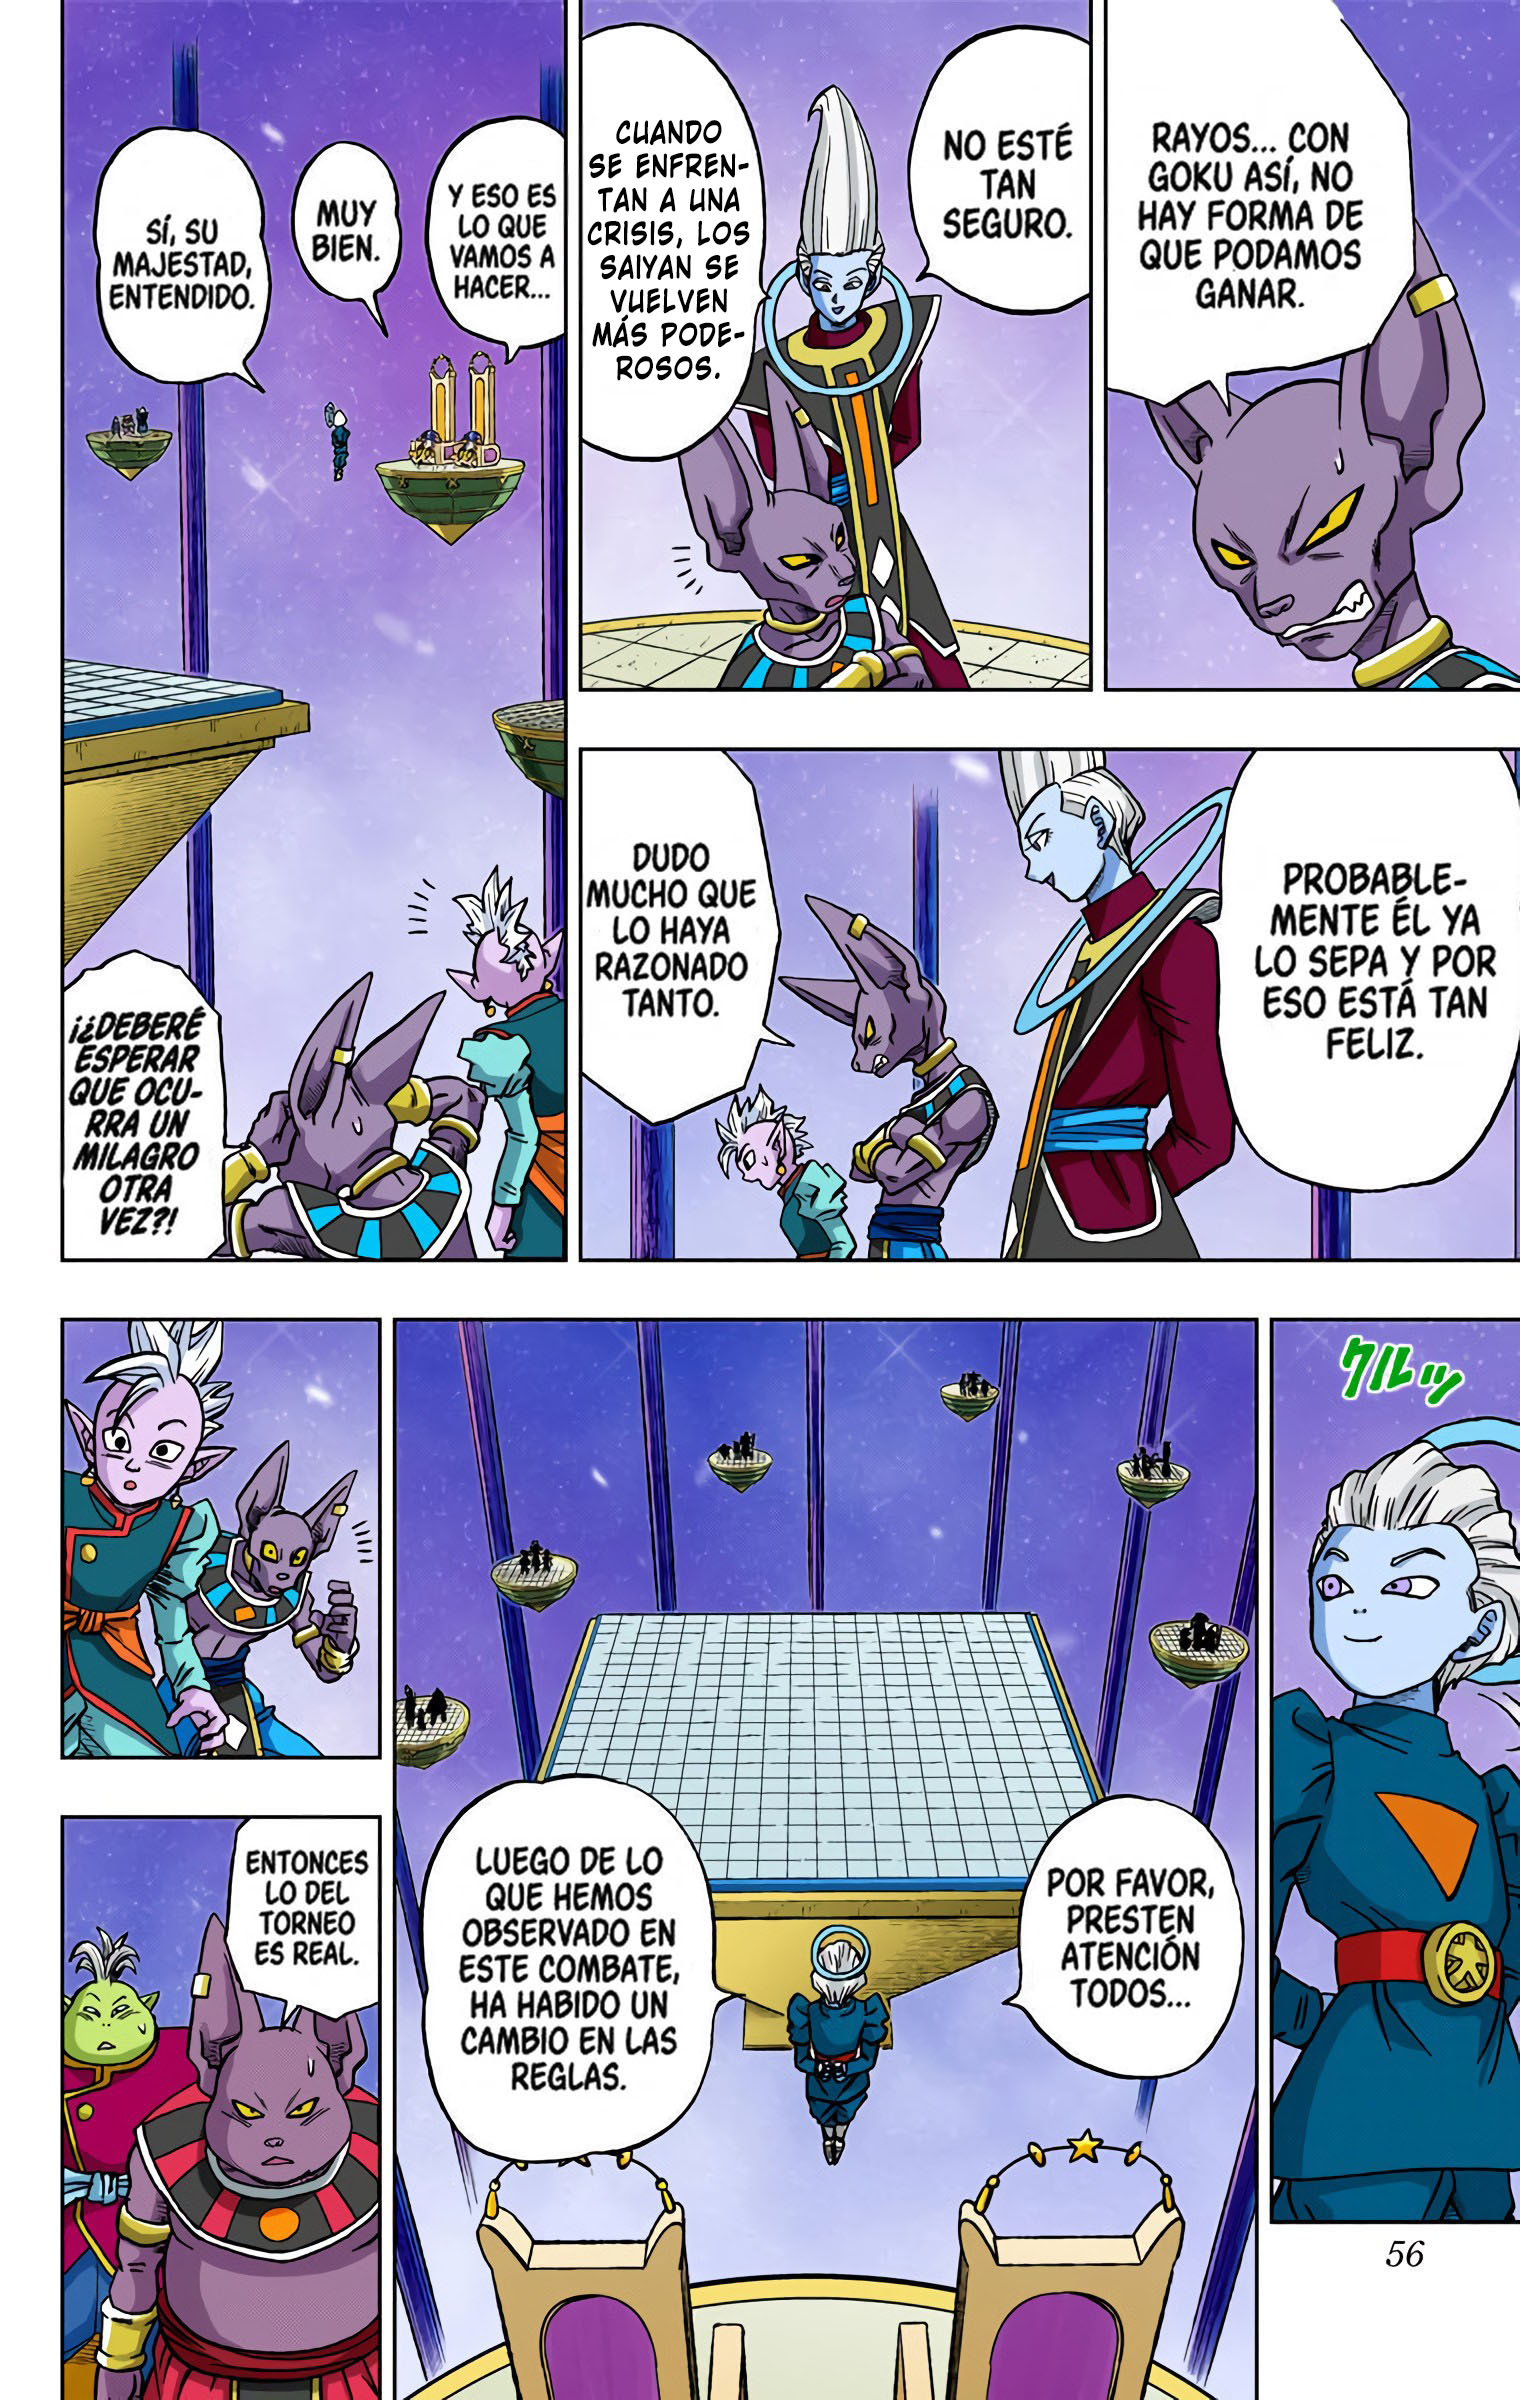 RAYOS... CON
GOKU ASÍ, NO
HAY FORMA DE
QUE PODAMOS
GANAR.
NO ESTÉ
TAN
SEGURO.
CUANDO
SE ENFREN-
TAN A UNA
CRISIS, LOS
SAIYAN SE
VUELVEN
MÁS PODE-
ROSOS.
PROBABLE-
MENTE ÉL YA
LO SEPA Y POR
ESO ESTÁ TAN
FELIZ.
DUDO
MUCHO QUE
LO HAYA
RAZONADO
TANTO.
Y ESO ES
LO QUE
VAMOS A
HACER...
MUY
BIEN.
SÍ, SU
MAJESTAD,
ENTENDIDO.
¡¿DEBERÉ
ESPERAR
QUE OCU-
RRA UN
MILAGRO
OTRA
VEZ?!
クルッ
POR FAVOR,
PRESTEN
ATENCIÓN
TODOS...
LUEGO DE LO
QUE HEMOS
OBSERVADO EN
ESTE COMBATE,
HA HABIDO UN
CAMBIO EN LAS
REGLAS.
ENTONCES
LO DEL
TORNEO
ES REAL.
56